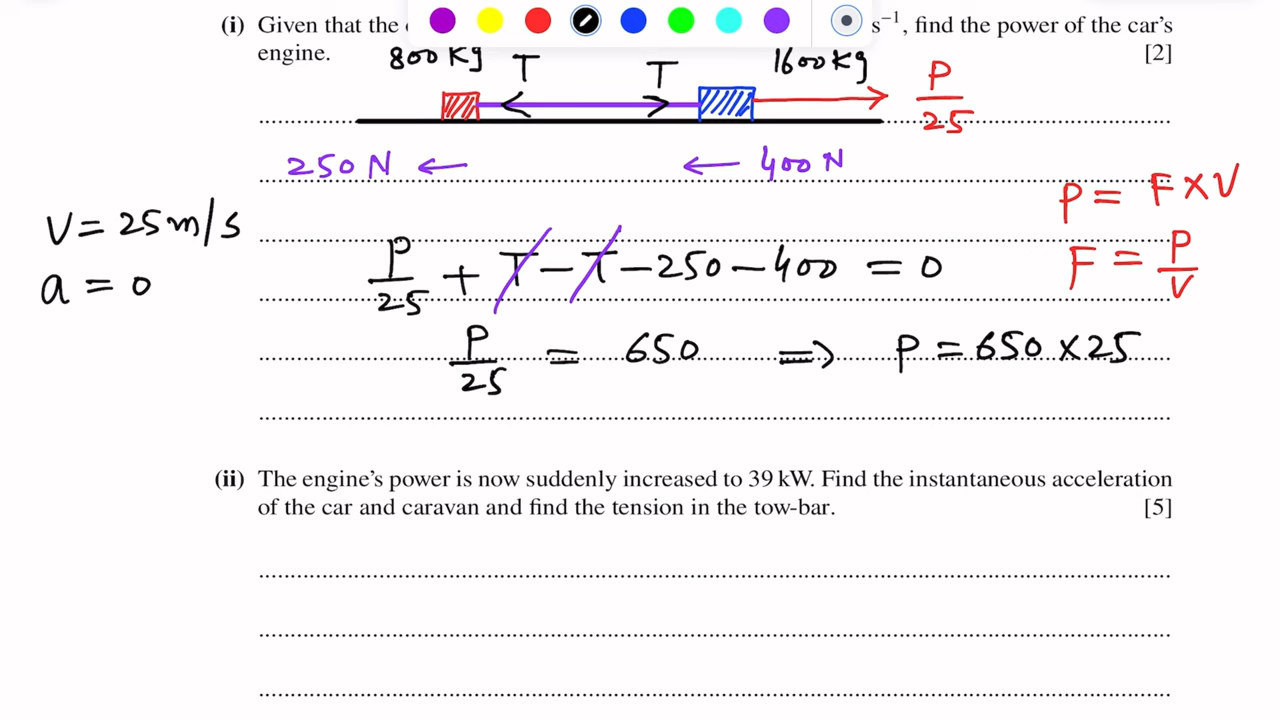 (i) Given that the s⁻¹, find the power of the car's
engine. [2]
800 Kg T T 1600 Kg P/25
250 N ← ← 400 N
P = F × V
V = 25 m/s
P/25 + T − T − 250 − 400 = 0
F = P/V
a = 0
P/25 = 650 ⇒ P = 650 × 25
(ii) The engine's power is now suddenly increased to 39 kW. Find the instantaneous acceleration
of the car and caravan and find the tension in the tow-bar. [5]